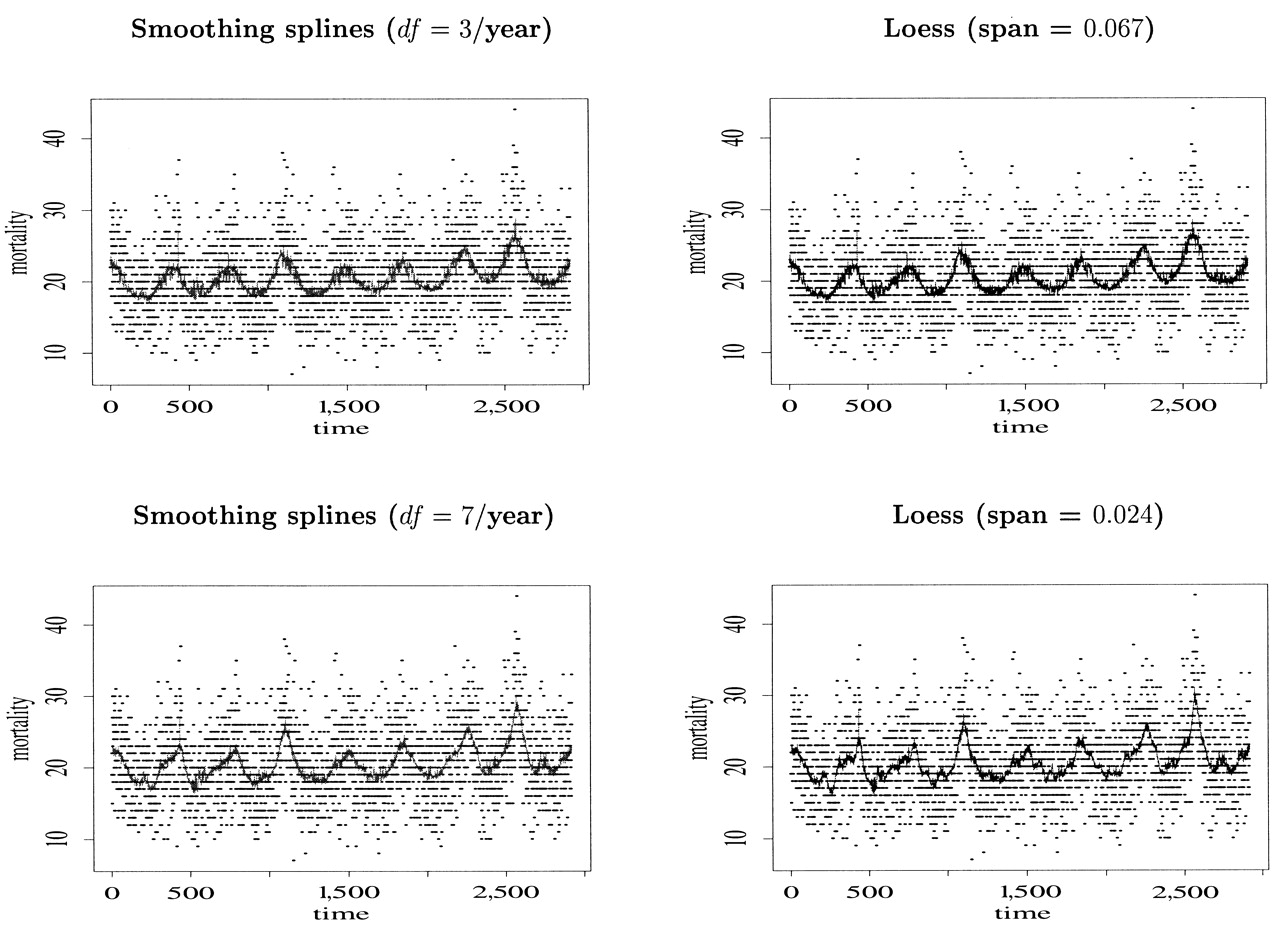 Smoothing splines (df = 3/year)
mortality
40
30
20
10
0 500 1,500 2,500
time
Loess (span = 0.067)
mortality
40
30
20
10
0 500 1,500 2,500
time
Smoothing splines (df = 7/year)
mortality
40
30
20
10
0 500 1,500 2,500
time
Loess (span = 0.024)
mortality
40
30
20
10
0 500 1,500 2,500
time